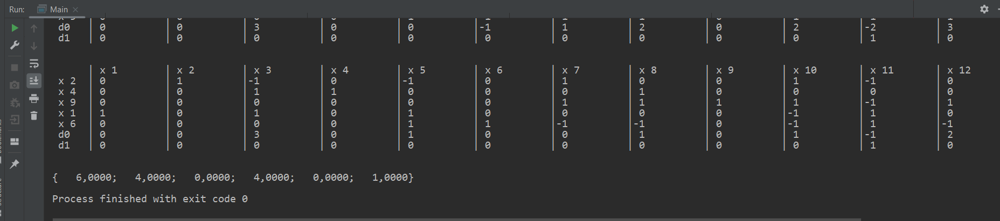 Run: Main
d0 | 0 | 0 | 3 | 0 | 0 |-1 | 1 | 2 | 0 | 2 |-2 | 3
d1 | 0 | 0 | 0 | 0 | 0 | 0 | 0 | 0 | 0 | 0 | 1 | 0
| x 1 | x 2 | x 3 | x 4 | x 5 | x 6 | x 7 | x 8 | x 9 | x 10 | x 11 | x 12
x 2 | 0 | 1 |-1 | 0 |-1 | 0 | 1 | 0 | 0 | 1 |-1 | 0
x 4 | 0 | 0 | 1 | 1 | 0 | 0 | 0 | 1 | 0 | 0 | 0 | 0
x 9 | 0 | 0 | 0 | 0 | 0 | 0 | 1 | 1 | 1 | 1 |-1 | 1
x 1 | 1 | 0 | 1 | 0 | 1 | 0 | 0 | 0 | 0 |-1 | 1 | 0
x 6 | 0 | 0 | 0 | 0 | 1 | 1 |-1 |-1 | 0 |-1 | 1 |-1
d0 | 0 | 0 | 3 | 0 | 1 | 0 | 0 | 1 | 0 | 1 |-1 | 2
d1 | 0 | 0 | 0 | 0 | 0 | 0 | 0 | 0 | 0 | 0 | 1 | 0
{ 6,0000; 4,0000; 0,0000; 4,0000; 0,0000; 1,0000}
Process finished with exit code 0